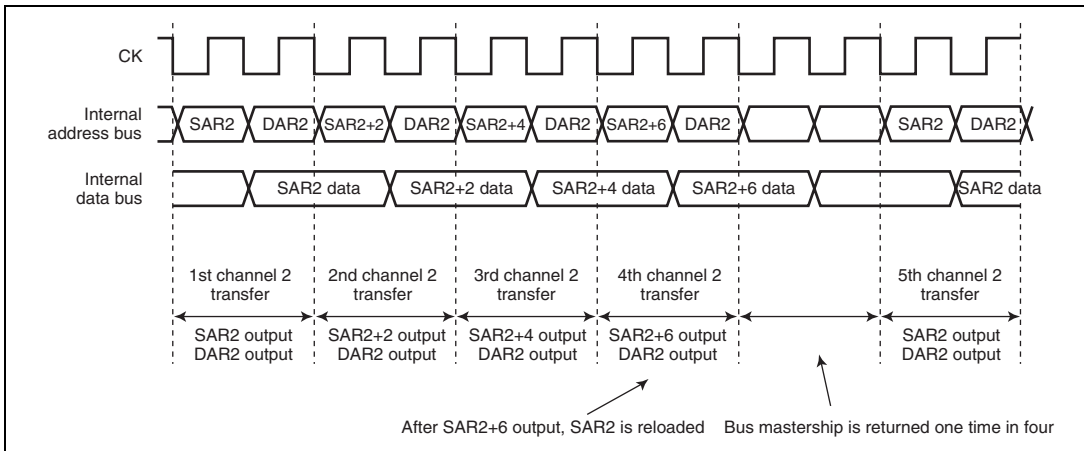 CK
Internal
address bus
SAR2 DAR2 SAR2+2 DAR2 SAR2+4 DAR2 SAR2+6 DAR2 SAR2 DAR2
Internal
data bus
SAR2 data SAR2+2 data SAR2+4 data SAR2+6 data SAR2 data
1st channel 2
transfer
SAR2 output
DAR2 output
2nd channel 2
transfer
SAR2+2 output
DAR2 output
3rd channel 2
transfer
SAR2+4 output
DAR2 output
4th channel 2
transfer
SAR2+6 output
DAR2 output
5th channel 2
transfer
SAR2 output
DAR2 output
After SAR2+6 output, SAR2 is reloaded
Bus mastership is returned one time in four